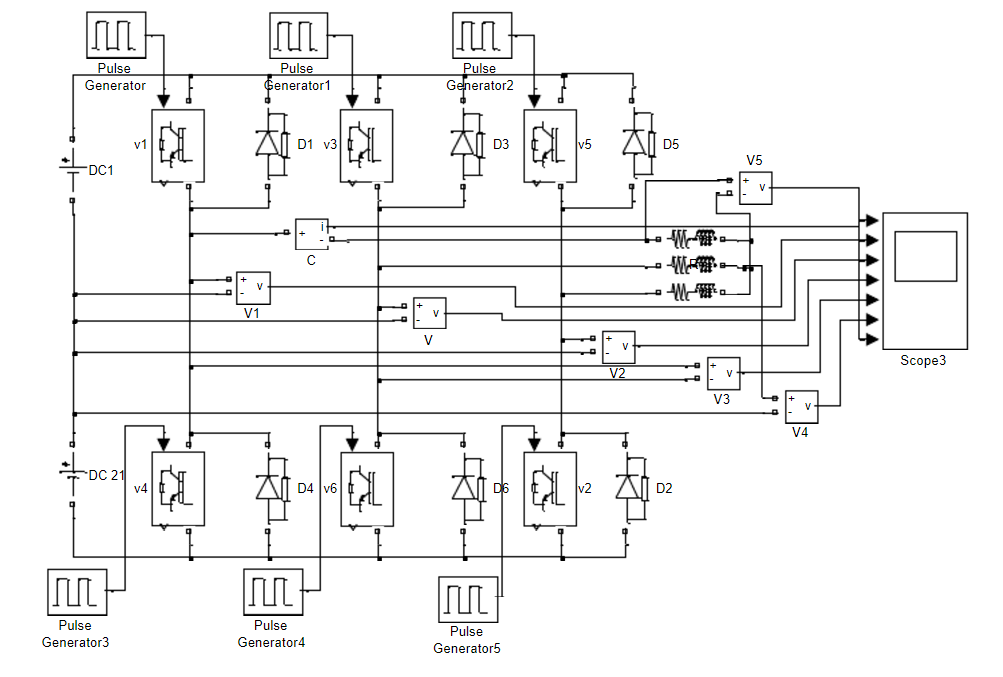 Pulse
Generator
Pulse
Generator1
Pulse
Generator2
v1
D1
v3
D3
v5
D5
DC1
V5
+
-
v
+
i
-
C
+
-
v
V1
+
-
v
V
+
-
v
V2
+
-
v
V3
+
-
v
V4
Scope3
DC 21
v4
D4
v6
D6
v2
D2
Pulse
Generator3
Pulse
Generator4
Pulse
Generator5